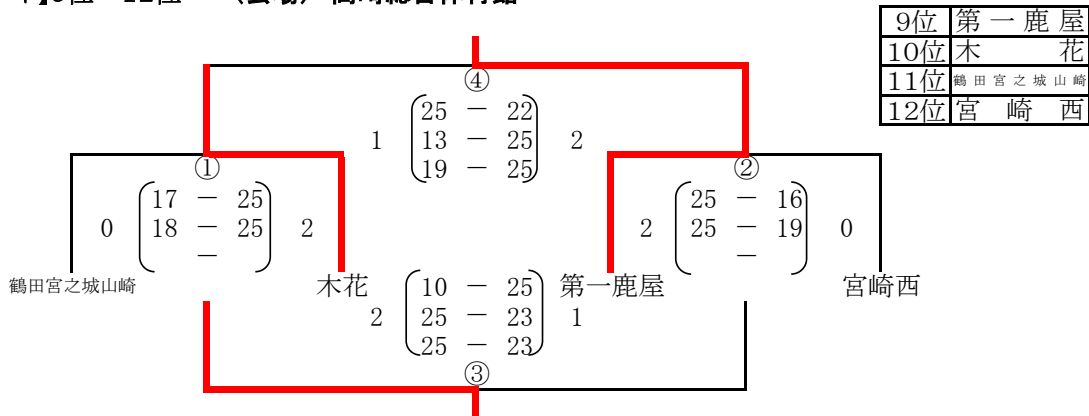 9位 第一鹿屋
10位 木花
11位 鶴田宮之城山崎
12位 宮崎西
④
1 25 － 22 2
13 － 25
19 － 25
①
0 17 － 25 2
18 － 25
－
②
2 25 － 16 0
25 － 19
－
鶴田宮之城山崎 木花 第一鹿屋 宮崎西
2 10 － 25 1
25 － 23
25 － 23
③